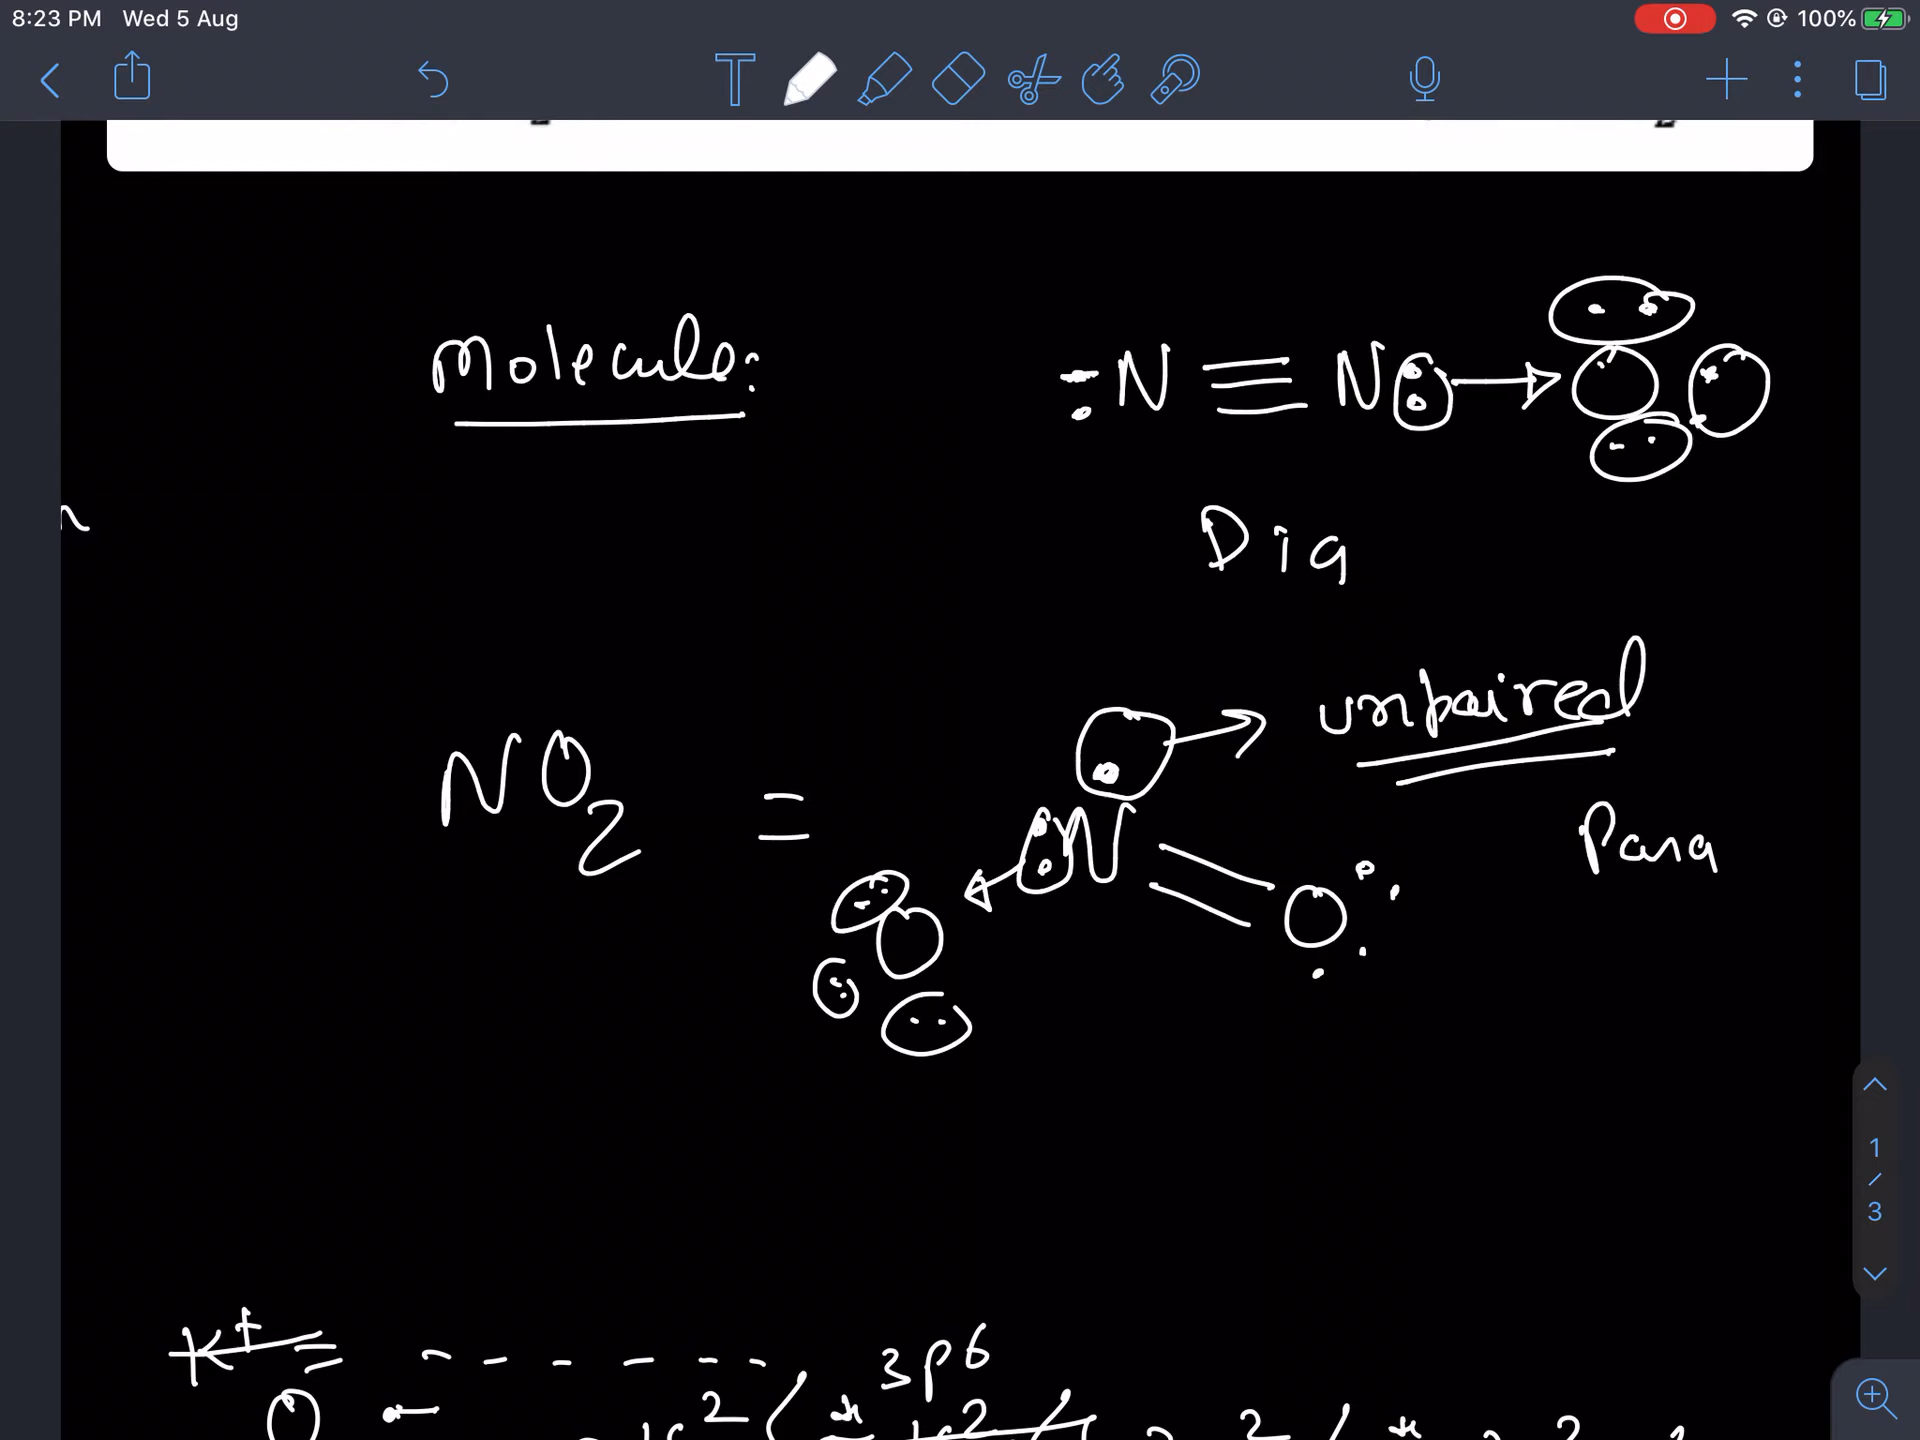 8:23 PM Wed 5 Aug 100%
Molecule:
:N ≡ N: → O
Dia
unpaired
NO2 = N = O
O
Para
1
/
3
K+ = - - - - - - 3p6